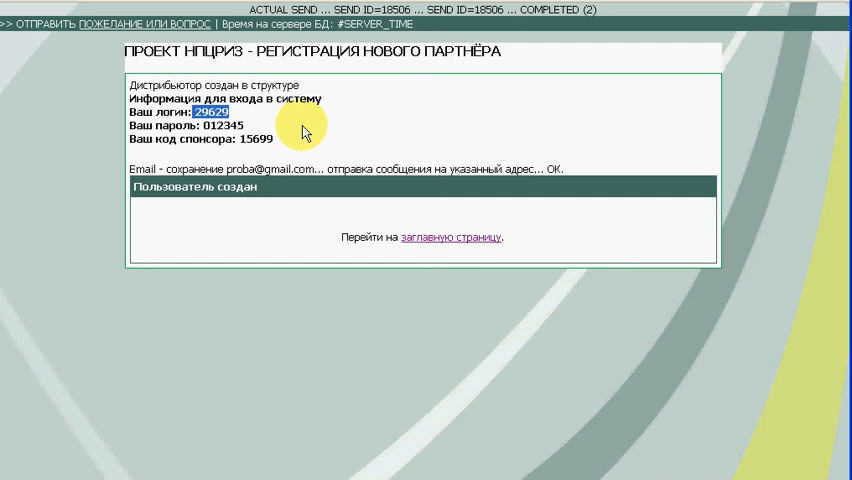 ACTUAL SEND ... SEND ID=18506 ... SEND ID=18506 ... COMPLETED (2)
>> ОТПРАВИТЬ ПОЖЕЛАНИЕ ИЛИ ВОПРОС | Время на сервере БД: #SERVER_TIME
ПРОЕКТ НПЦРИЗ - РЕГИСТРАЦИЯ НОВОГО ПАРТНЁРА
Дистрибьютор создан в структуре
Информация для входа в систему
Ваш логин: 29629
Ваш пароль: 012345
Ваш код спонсора: 15699
Email - сохранение proba@gmail.com... отправка сообщения на указанный адрес... ОК.
Пользователь создан
Перейти на заглавную страницу.